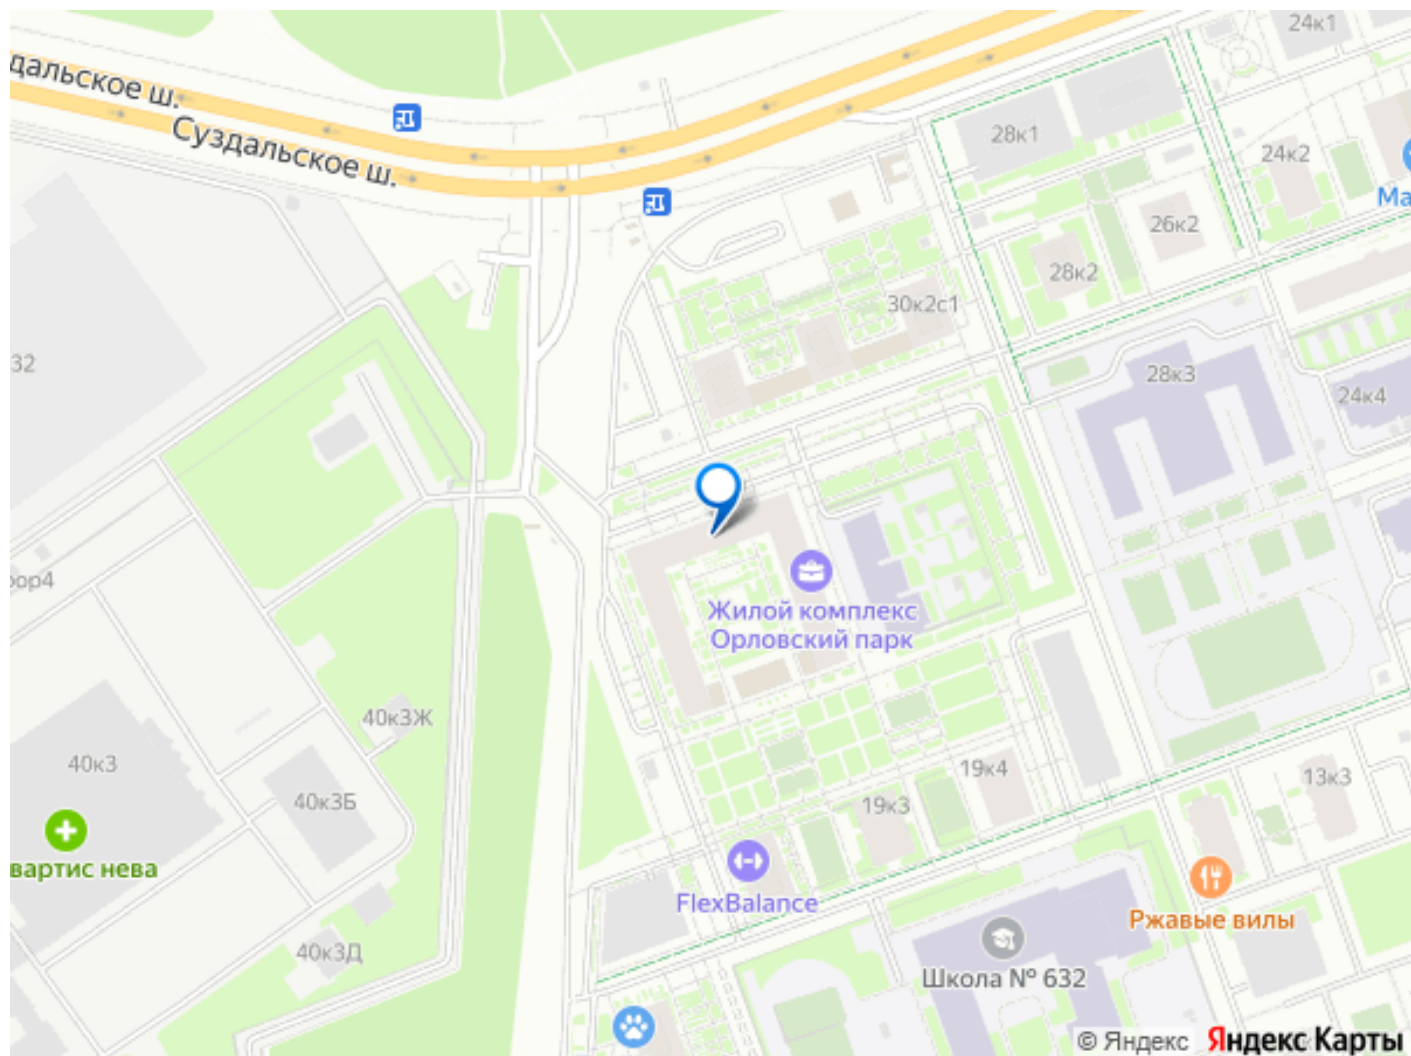 24к1
дальское ш.
Суздальское ш.
28к1
24к2
Ма
26к2
28к2
30к2с1
32
28к3
24к4
рор4
Жилой комплекс
Орловский парк
40к3Ж
40к3
19к4
13к3
40к3Б
19к3
вартис нева
FlexBalance
Ржавые вилы
40к3Д
Школа № 632
© Яндекс Яндекс Карты